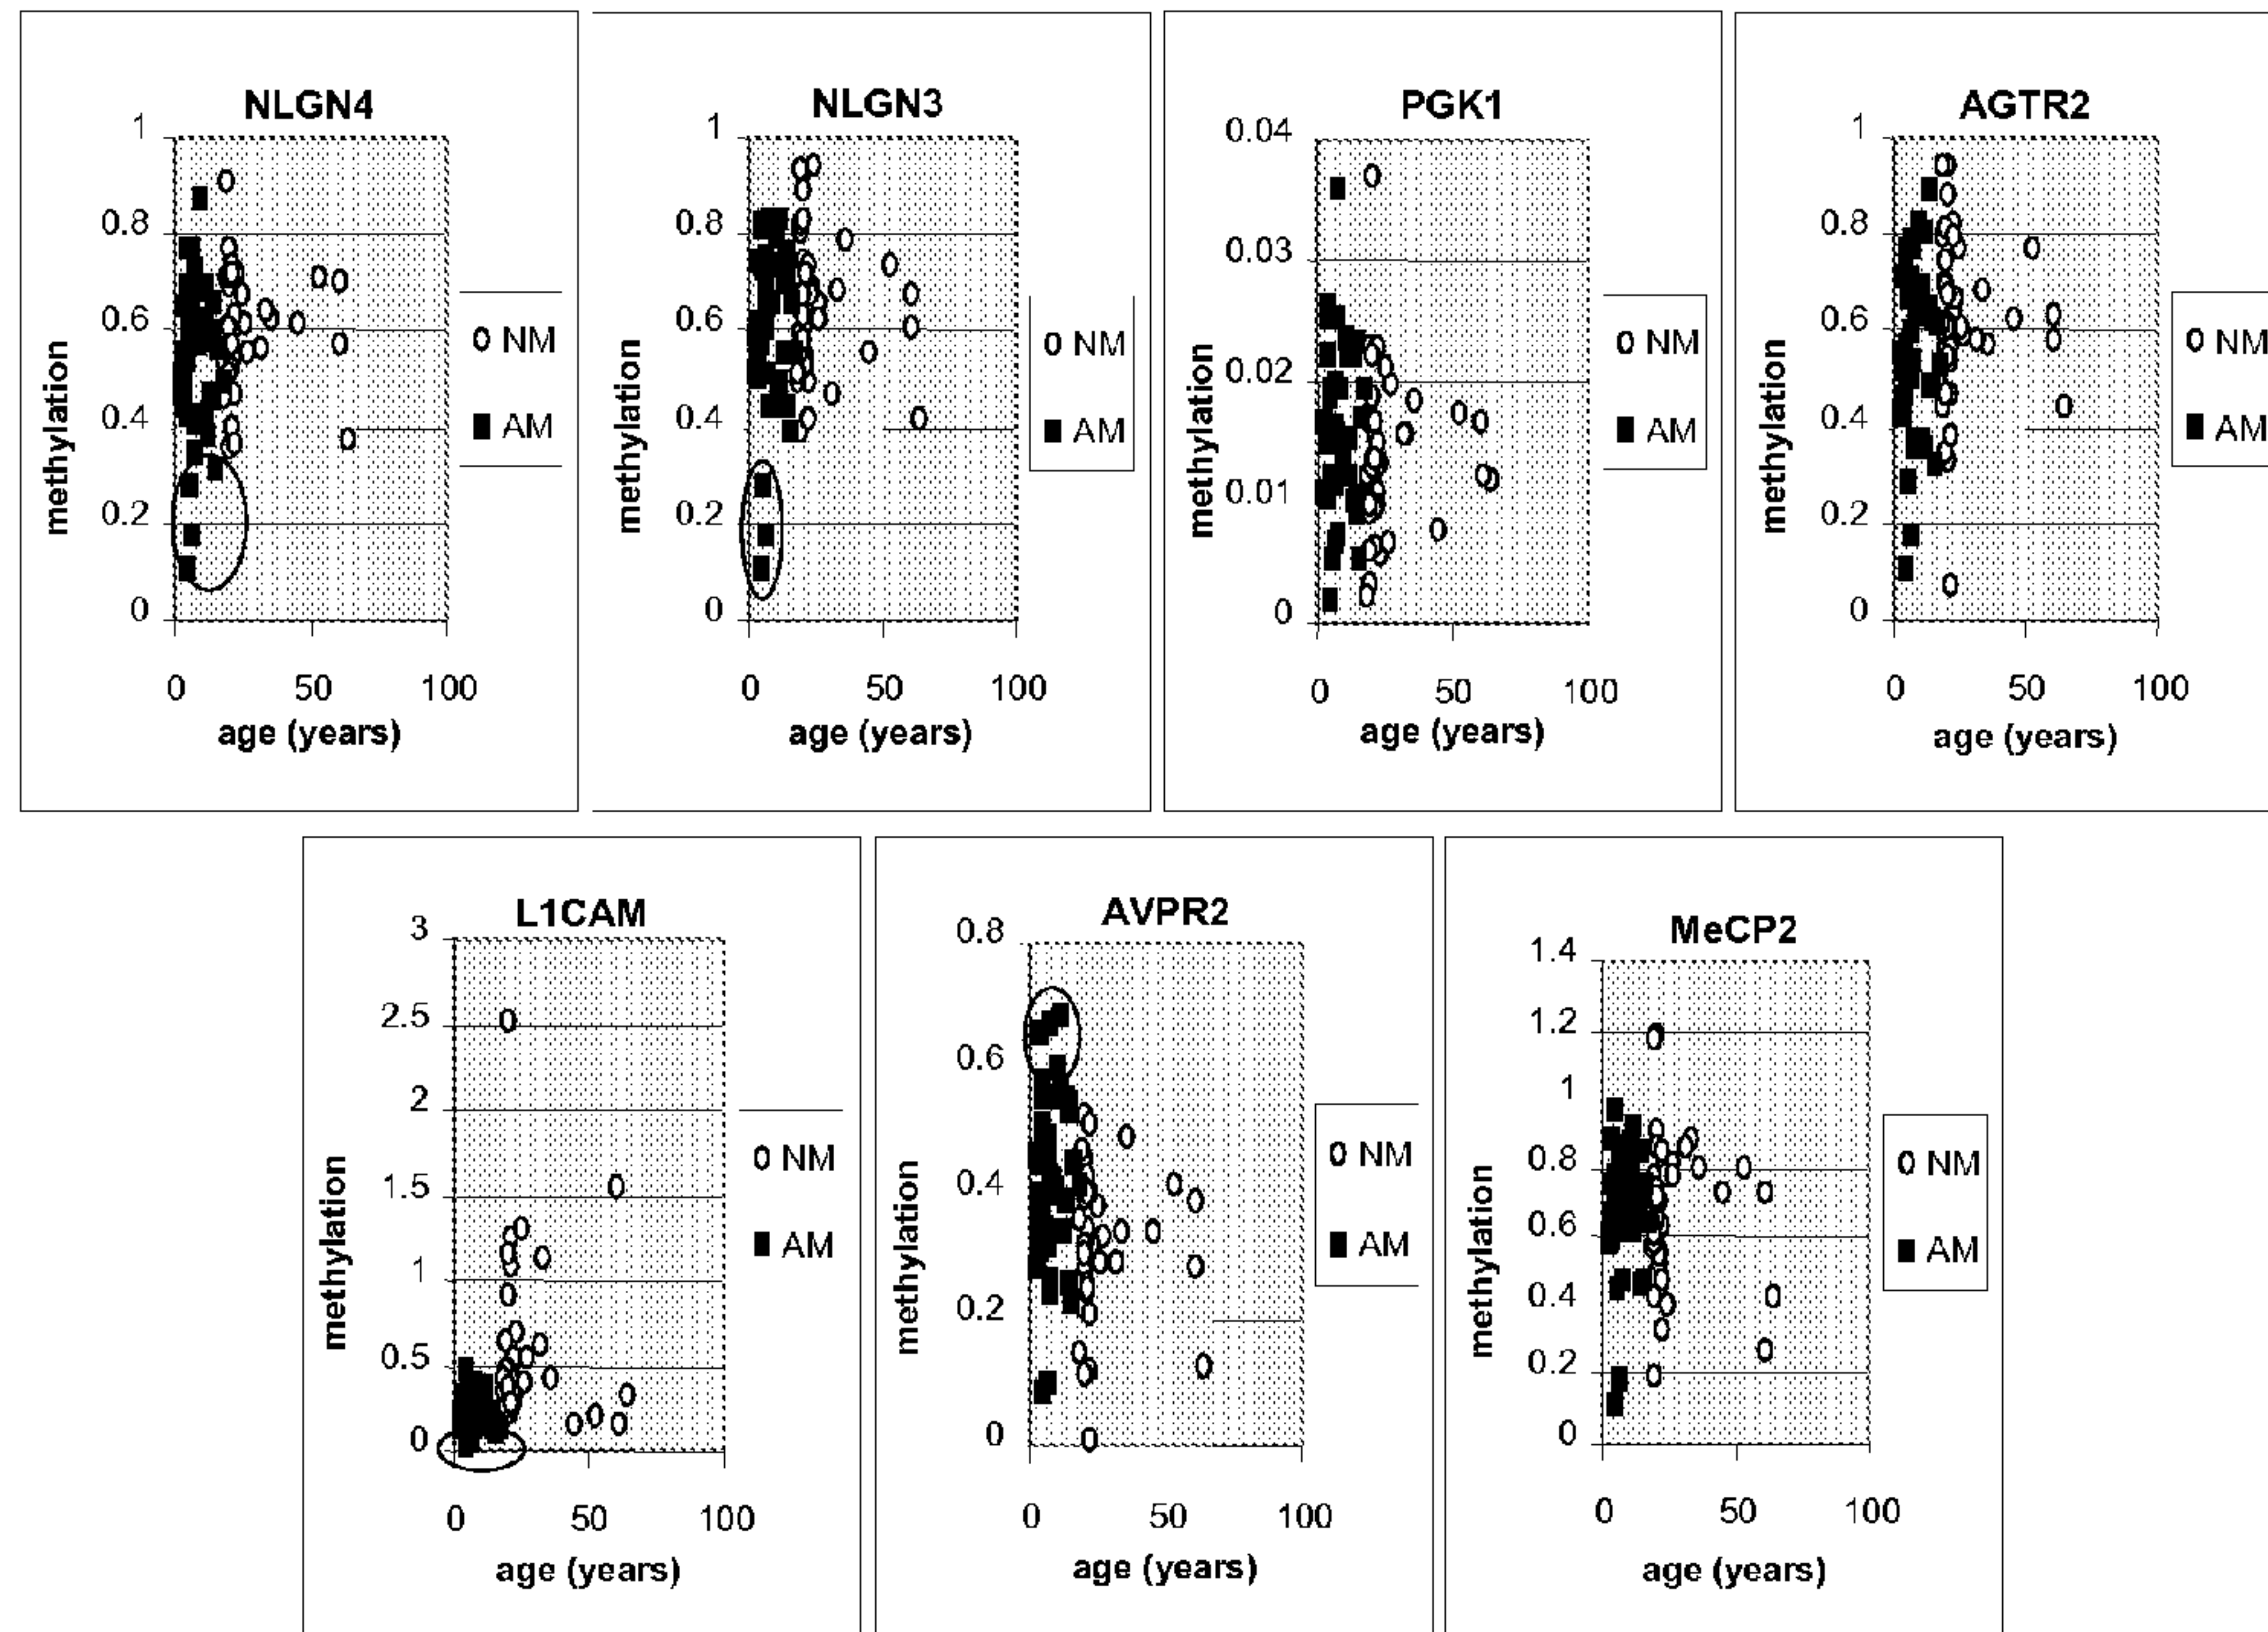 NLGN4
1
0.8
0.6
0.4
0.2
0
0 50 100
methylation
age (years)
NM
AM
NLGN3
1
0.8
0.6
0.4
0.2
0
0 50 100
methylation
age (years)
NM
AM
PGK1
0.04
0.03
0.02
0.01
0
0 50 100
methylation
age (years)
NM
AM
AGTR2
1
0.8
0.6
0.4
0.2
0
0 50 100
methylation
age (years)
NM
AM
L1CAM
3
2.5
2
1.5
1
0.5
0
0 50 100
methylation
age (years)
NM
AM
AVPR2
0.8
0.6
0.4
0.2
0
0 50 100
methylation
age (years)
NM
AM
MeCP2
1.4
1.2
1
0.8
0.6
0.4
0.2
0
0 50 100
methylation
age (years)
NM
AM